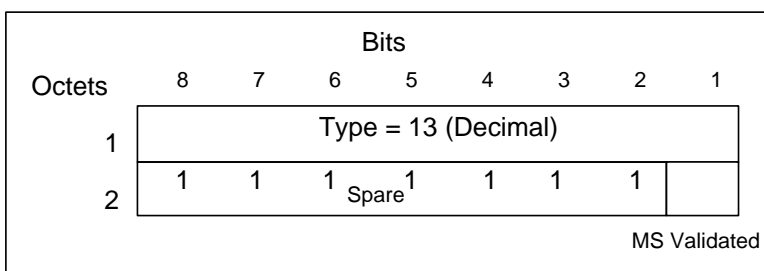 Bits
Octets 8 7 6 5 4 3 2 1
1 Type = 13 (Decimal)
2 1 1 1 1 1 1 1
Spare
MS Validated